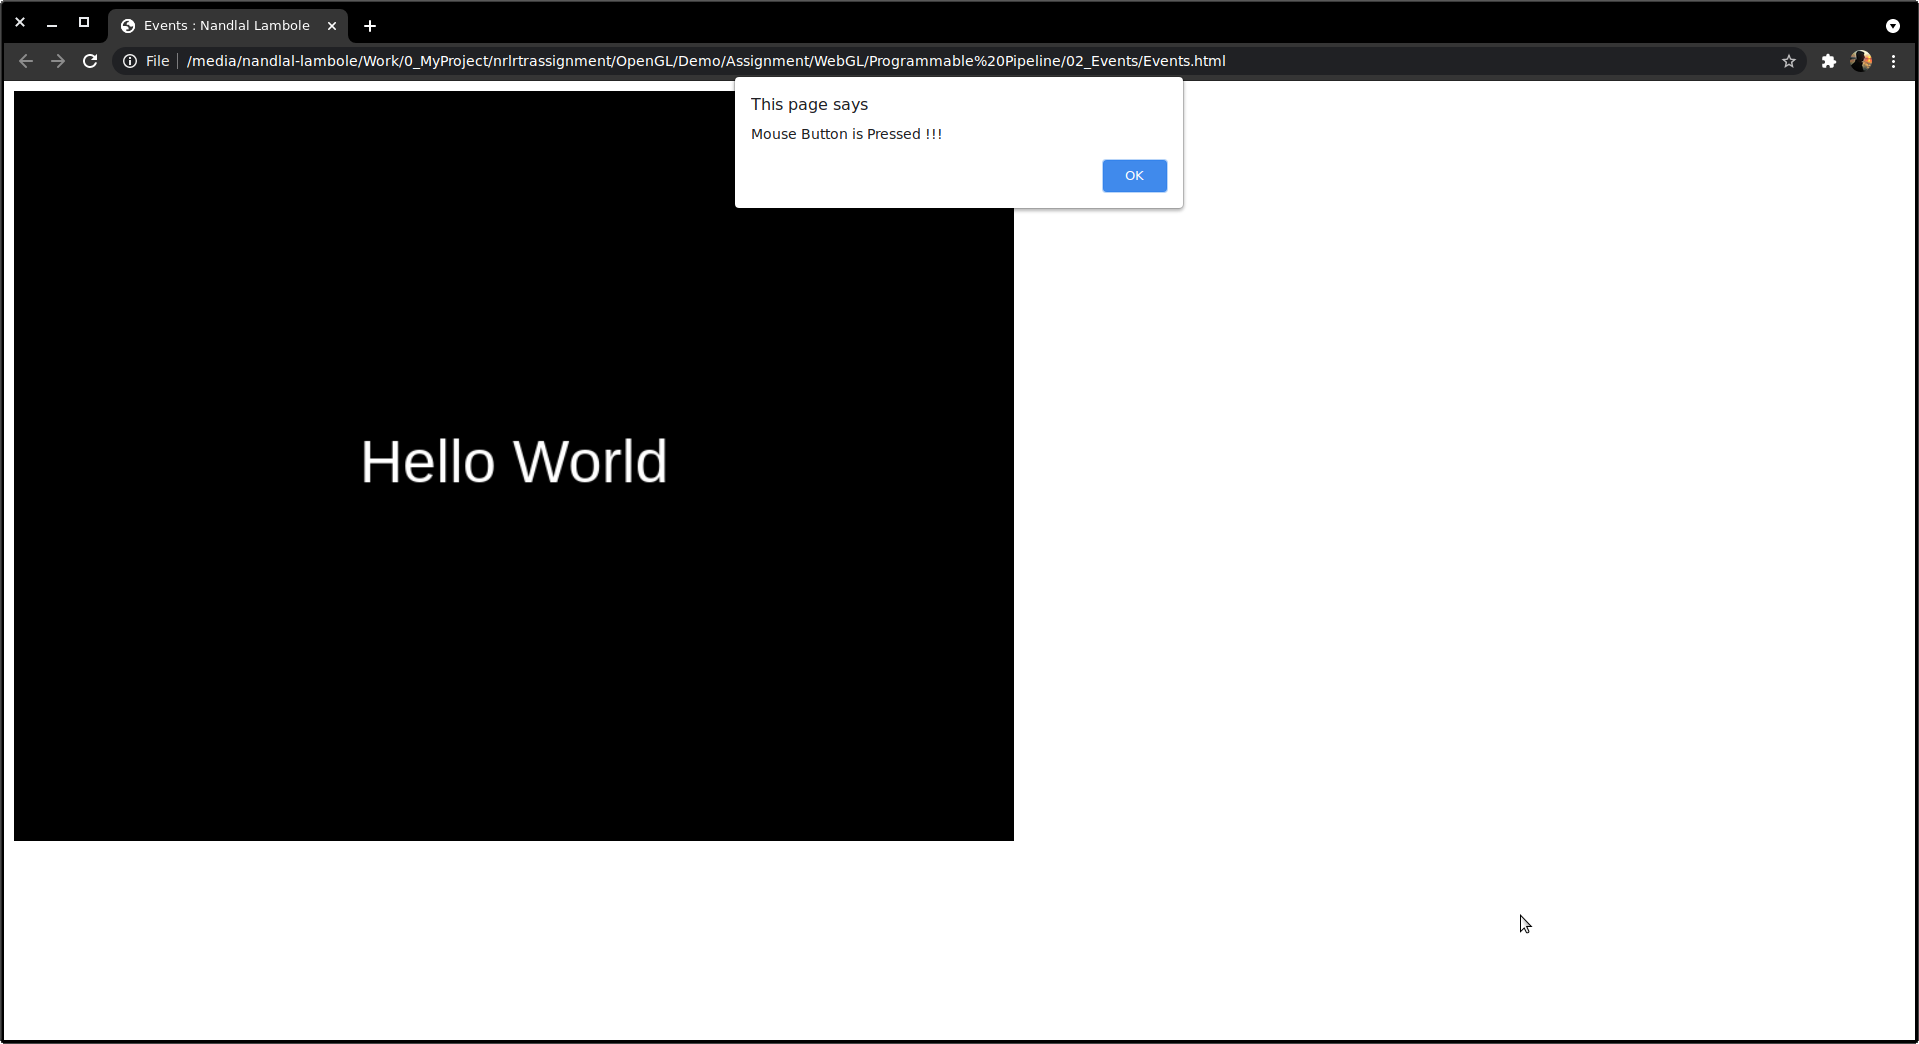 Events : Nandlal Lambole
File /media/nandlal-lambole/Work/0_MyProject/nrlrtrassignment/OpenGL/Demo/Assignment/WebGL/Programmable%20Pipeline/02_Events/Events.html
This page says
Mouse Button is Pressed !!!
OK
Hello World